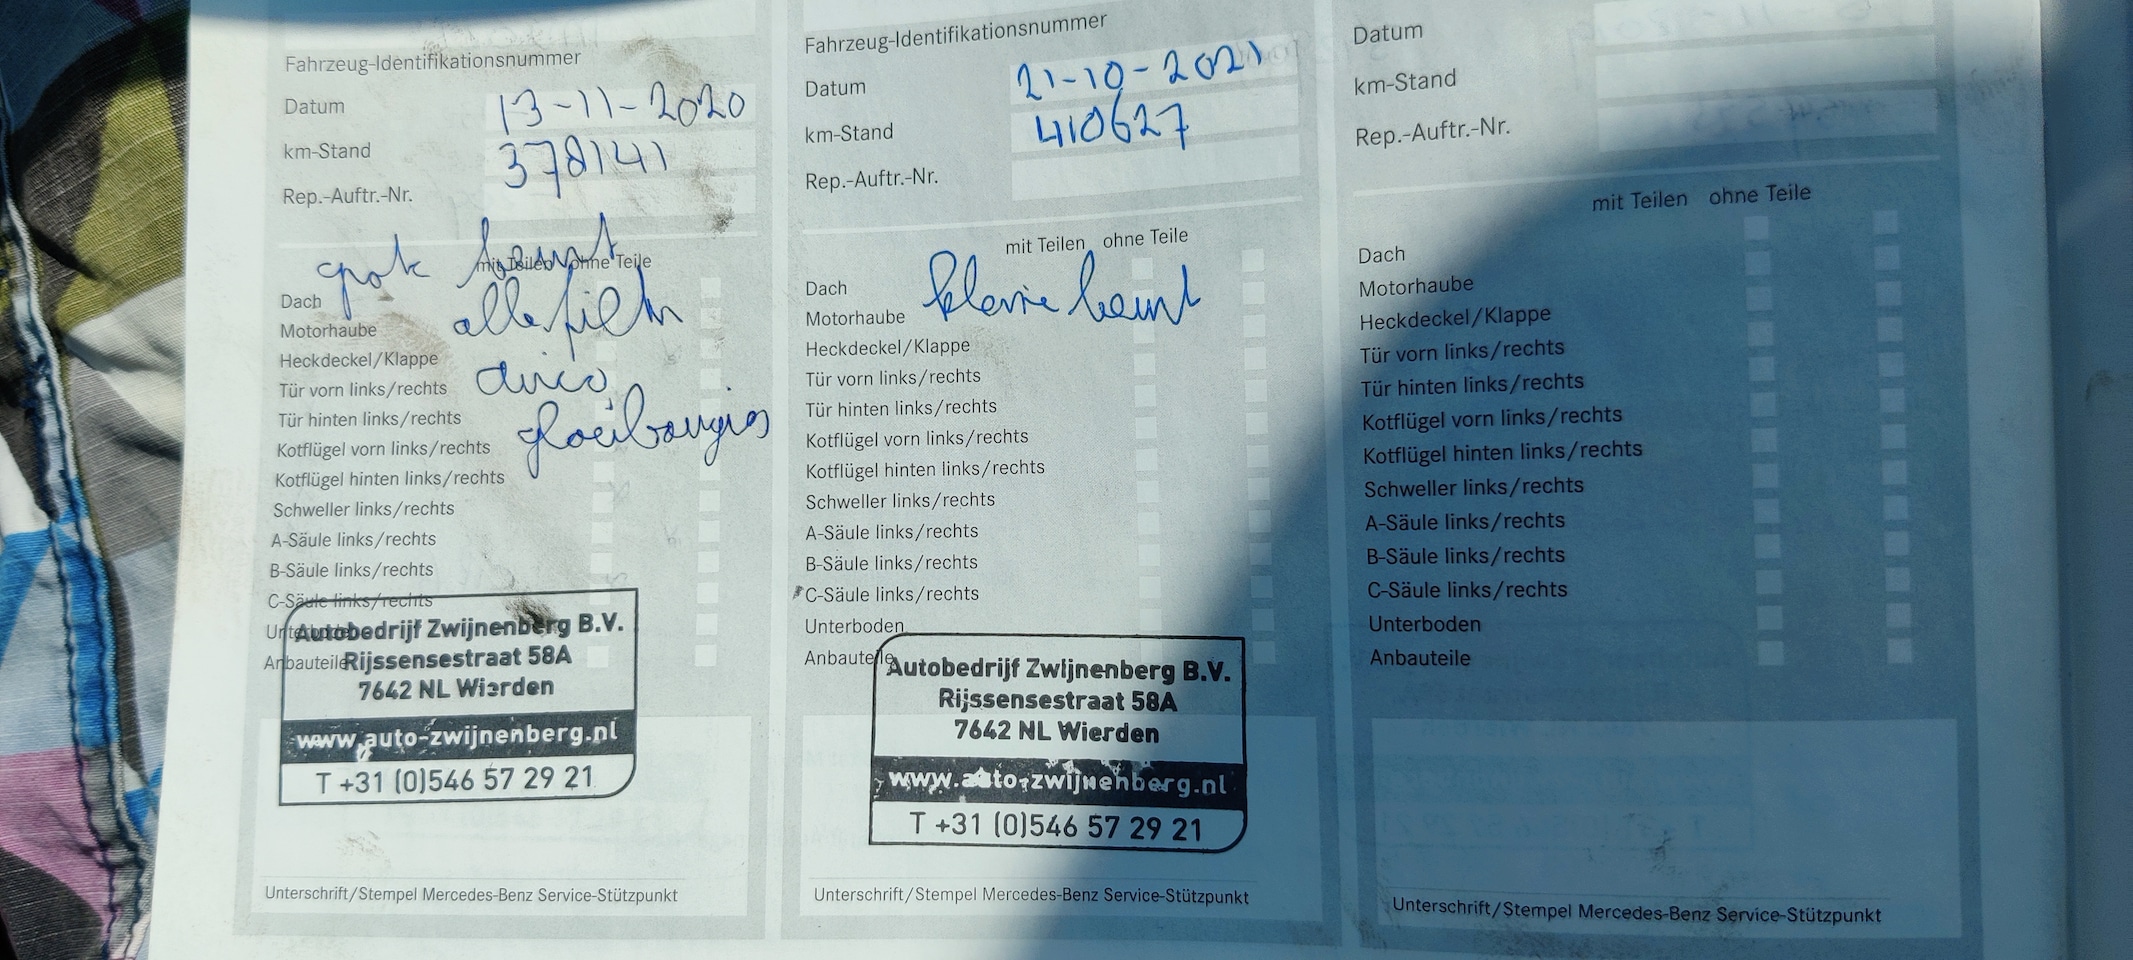 Fahrzeug-Identifikationsnummer
Datum 13-11-2020
km-Stand 378141
Rep.-Auftr.-Nr.
grote beurt
mit Teilen ohne Teile
Dach
alle filters
Motorhaube
Heckdeckel/Klappe
airco,
Tür vorn links/rechts
Tür hinten links/rechts
gloeibougies
Kotflügel vorn links/rechts
Kotflügel hinten links/rechts
Schweller links/rechts
A-Säule links/rechts
B-Säule links/rechts
C-Säule links/rechts
Unterboden
Anbauteile
Autobedrijf Zwijnenberg B.V.
Rijssensestraat 58A
7642 NL Wierden
www.auto-zwijnenberg.nl
T +31 (0)546 57 29 21
Unterschrift/Stempel Mercedes-Benz Service-Stützpunkt
Fahrzeug-Identifikationsnummer
Datum 21-10-2021
km-Stand 410627
Rep.-Auftr.-Nr.
mit Teilen ohne Teile
Dach
kleine beurt
Motorhaube
Heckdeckel/Klappe
Tür vorn links/rechts
Tür hinten links/rechts
Kotflügel vorn links/rechts
Kotflügel hinten links/rechts
Schweller links/rechts
A-Säule links/rechts
B-Säule links/rechts
C-Säule links/rechts
Unterboden
Anbauteile
Autobedrijf Zwijnenberg B.V.
Rijssensestraat 58A
7642 NL Wierden
www.auto-zwijnenberg.nl
T +31 (0)546 57 29 21
Unterschrift/Stempel Mercedes-Benz Service-Stützpunkt
Datum
km-Stand
Rep.-Auftr.-Nr.
mit Teilen ohne Teile
Dach
Motorhaube
Heckdeckel/Klappe
Tür vorn links/rechts
Tür hinten links/rechts
Kotflügel vorn links/rechts
Kotflügel hinten links/rechts
Schweller links/rechts
A-Säule links/rechts
B-Säule links/rechts
C-Säule links/rechts
Unterboden
Anbauteile
Unterschrift/Stempel Mercedes-Benz Service-Stützpunkt